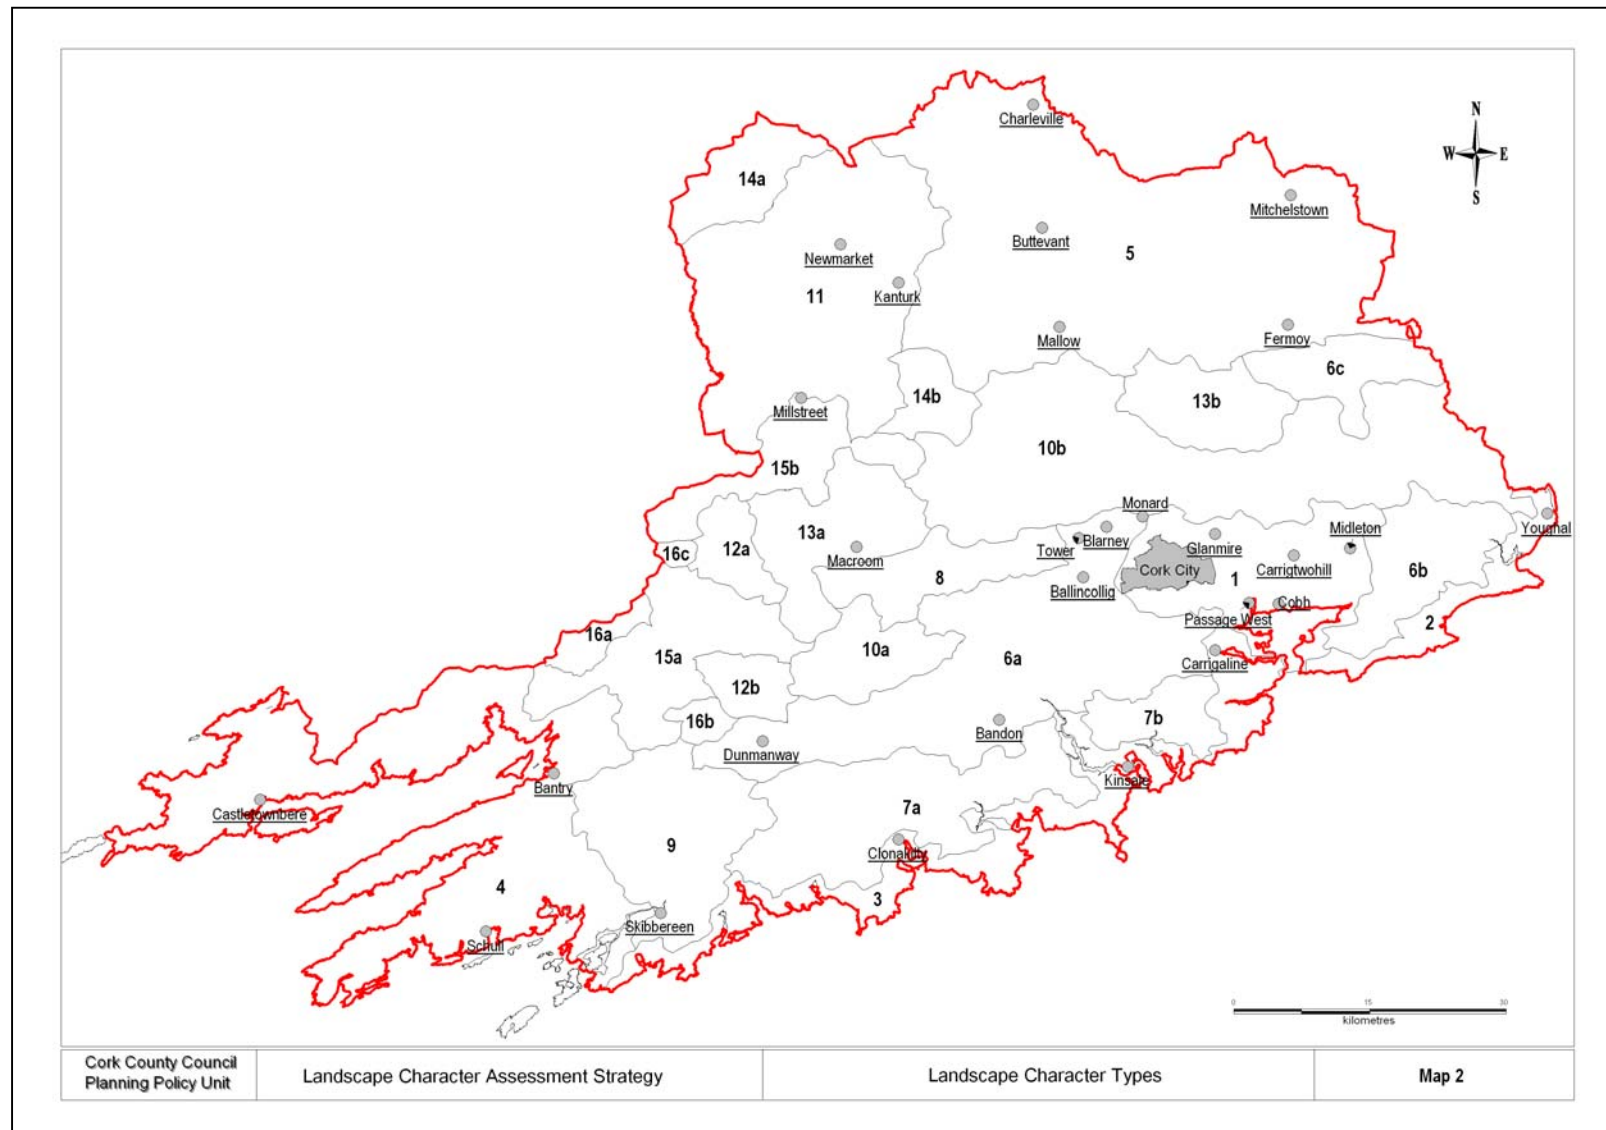 Charleville
N
W E
S
14a
Mitchelstown
Buttevant
5
Newmarket
11
Kanturk
Mallow
Fermoy
6c
14b
13b
Millstreet
10b
15b
Monard
Youghal
13a
Midleton
Blarney
Tower
Glanmire
12a
16c
Macroom
Carrigtwohill
Cork City
8
6b
1
Ballincollig
Cobh
Passage West
2
16a
Carrigaline
10a
15a
6a
12b
7b
16b
Bandon
Dunmanway
Kinsale
Bantry
7a
Castletownbere
9
Clonakilty
4
3
Skibbereen
Schull
0 15 30
kilometres
Cork County Council
Planning Policy Unit
Landscape Character Assessment Strategy
Landscape Character Types
Map 2